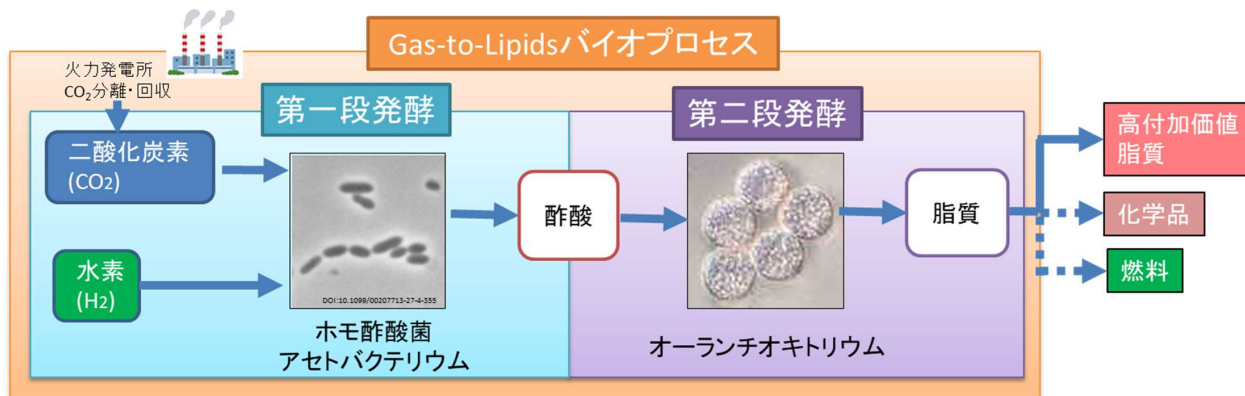 Gas-to-Lipidsバイオプロセス
火力発電所
CO₂分離・回収
第一段発酵
第二段発酵
二酸化炭素
(CO₂)
水素
(H₂)
DOI:10.1099/00207713-27-4-355
ホモ酢酸菌
アセトバクテリウム
酢酸
オーランチオキトリウム
脂質
高付加価値
脂質
化学品
燃料